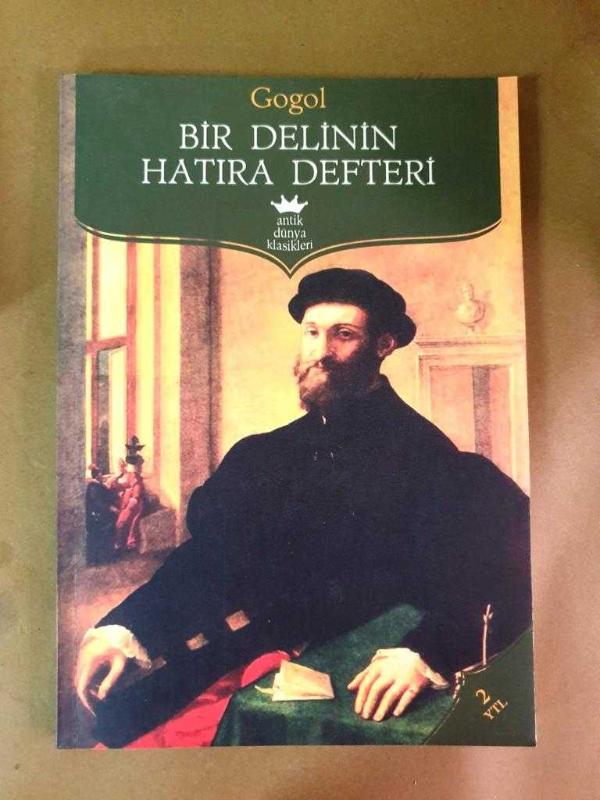 Gogol
BİR DELİNİN
HATIRA DEFTERİ
antik
dünya
klasikleri
2
YTL